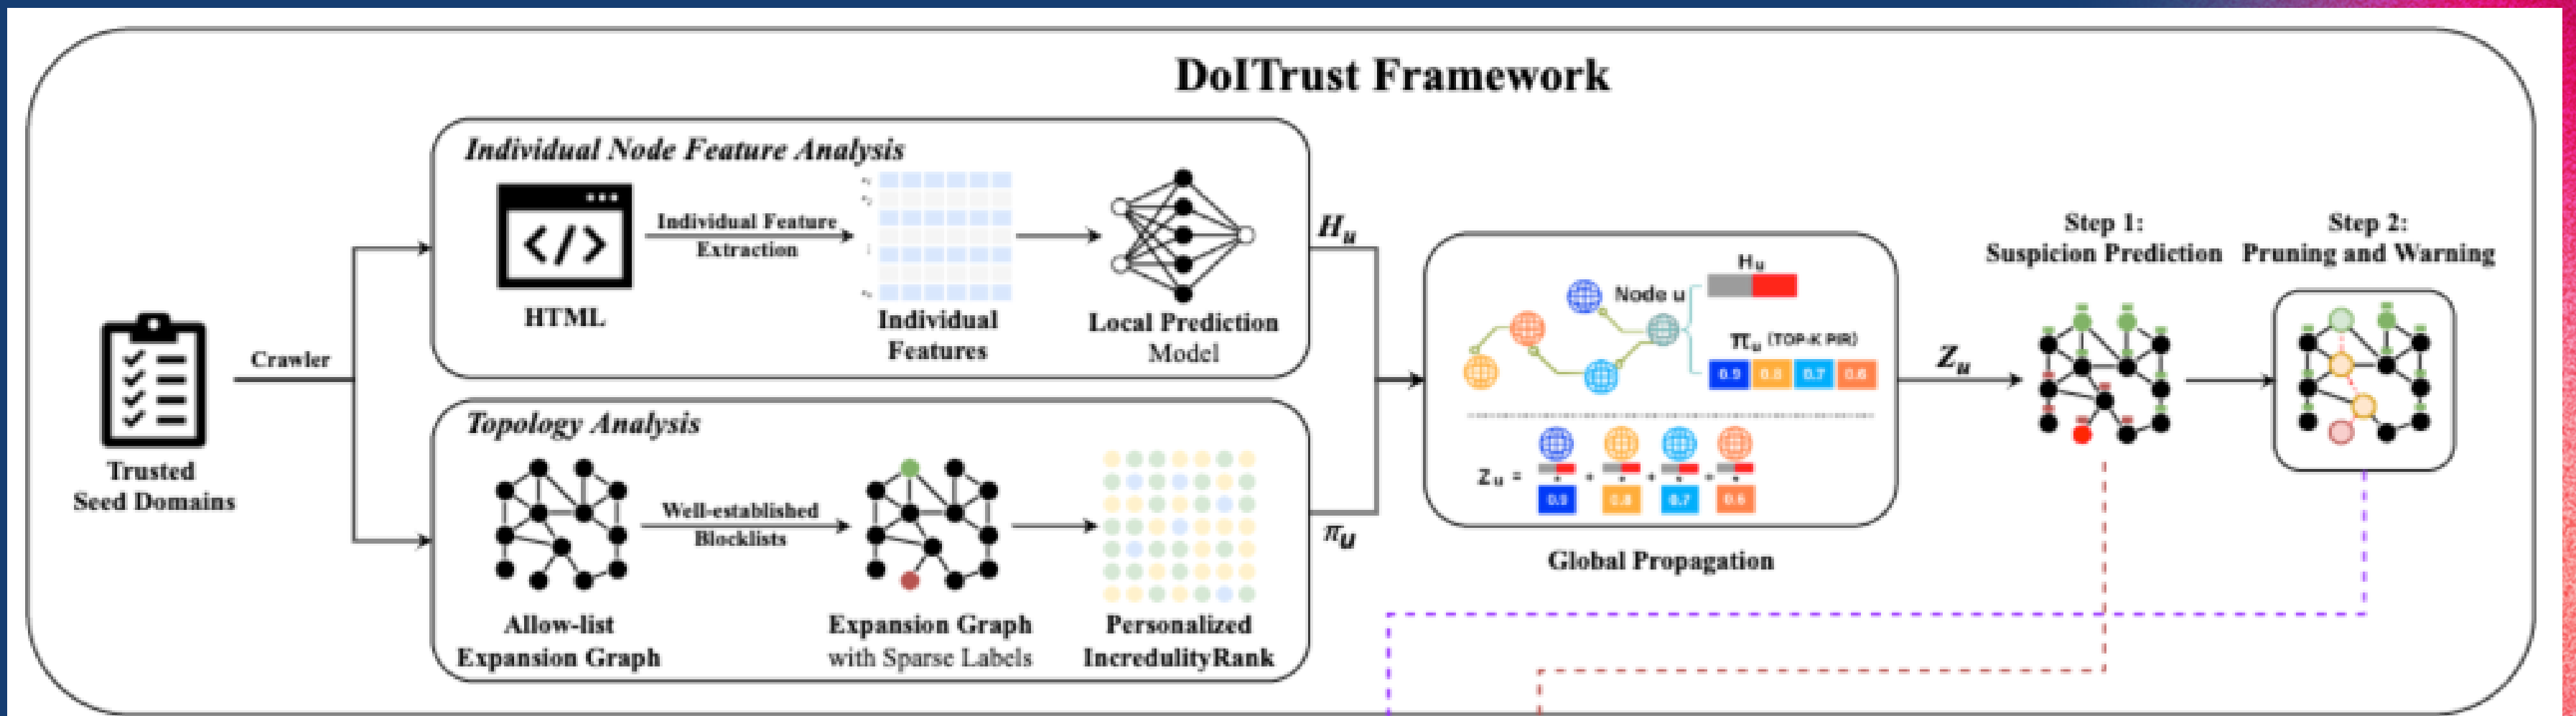 DoITrust Framework
Trusted
Seed Domains
Crawler
Individual Node Feature Analysis
</>
HTML
Individual Feature
Extraction
Individual
Features
Local Prediction
Model
Topology Analysis
Allow-list
Expansion Graph
Well-established
Blocklists
Expansion Graph
with Sparse Labels
Personalized
IncredulityRank
Hu
πu
Node u
Hu
πu (TOP-K PIR)
0.9 0.8 0.7 0.6
Zu = + + +
0.9 0.8 0.7 0.6
Global Propagation
Zu
Step 1:
Suspicion Prediction
Step 2:
Pruning and Warning